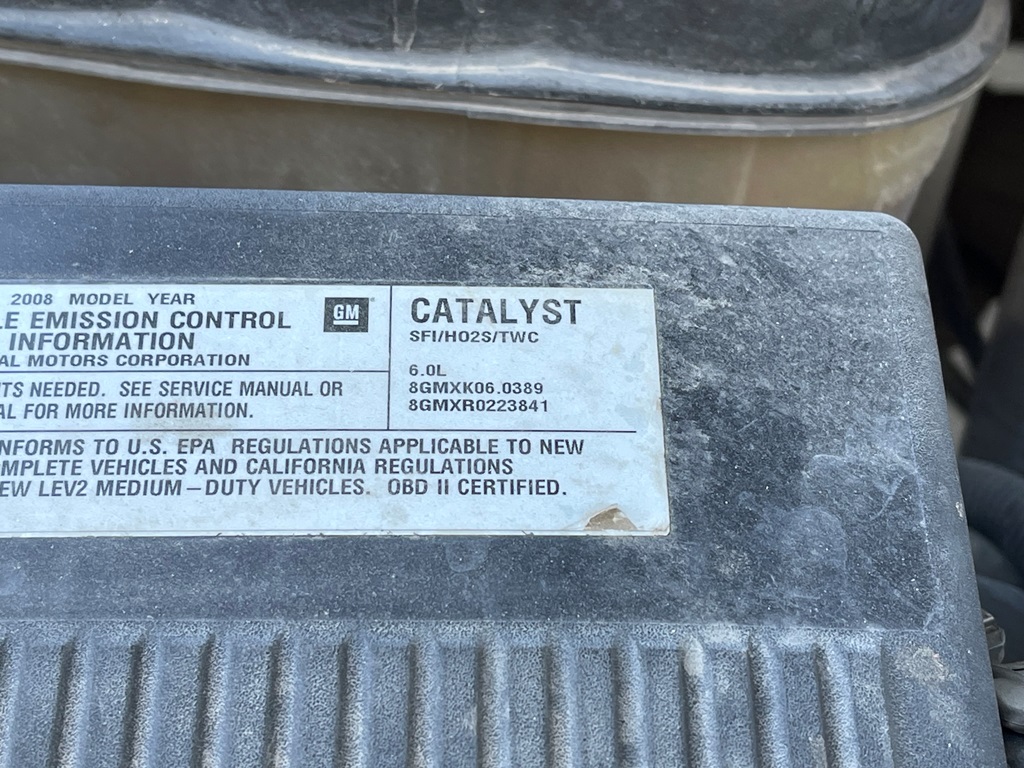 2008 MODEL YEAR
LE EMISSION CONTROL
INFORMATION
AL MOTORS CORPORATION
GM
CATALYST
SFI/HO2S/TWC
6.0L
8GMXK06.0389
8GMXR0223841
TS NEEDED. SEE SERVICE MANUAL OR
AL FOR MORE INFORMATION.
NFORMS TO U.S. EPA REGULATIONS APPLICABLE TO NEW
OMPLETE VEHICLES AND CALIFORNIA REGULATIONS
EW LEV2 MEDIUM—DUTY VEHICLES. OBD II CERTIFIED.